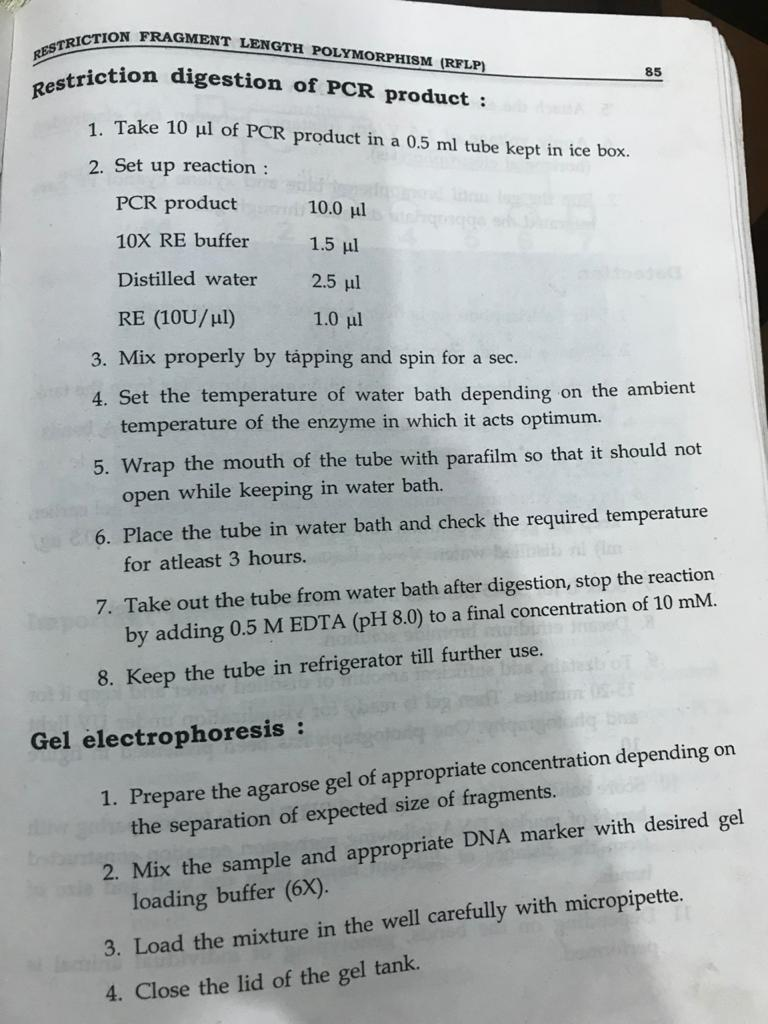 RESTRICTION FRAGMENT LENGTH POLYMORPHISM (RFLP) 85
Restriction digestion of PCR product :
1. Take 10 µl of PCR product in a 0.5 ml tube kept in ice box.
2. Set up reaction :
PCR product 10.0 µl
10X RE buffer 1.5 µl
Distilled water 2.5 µl
RE (10U/µl) 1.0 µl
3. Mix properly by tapping and spin for a sec.
4. Set the temperature of water bath depending on the ambient
temperature of the enzyme in which it acts optimum.
5. Wrap the mouth of the tube with parafilm so that it should not
open while keeping in water bath.
6. Place the tube in water bath and check the required temperature
for atleast 3 hours.
7. Take out the tube from water bath after digestion, stop the reaction
by adding 0.5 M EDTA (pH 8.0) to a final concentration of 10 mM.
8. Keep the tube in refrigerator till further use.
Gel electrophoresis :
1. Prepare the agarose gel of appropriate concentration depending on
the separation of expected size of fragments.
2. Mix the sample and appropriate DNA marker with desired gel
loading buffer (6X).
3. Load the mixture in the well carefully with micropipette.
4. Close the lid of the gel tank.